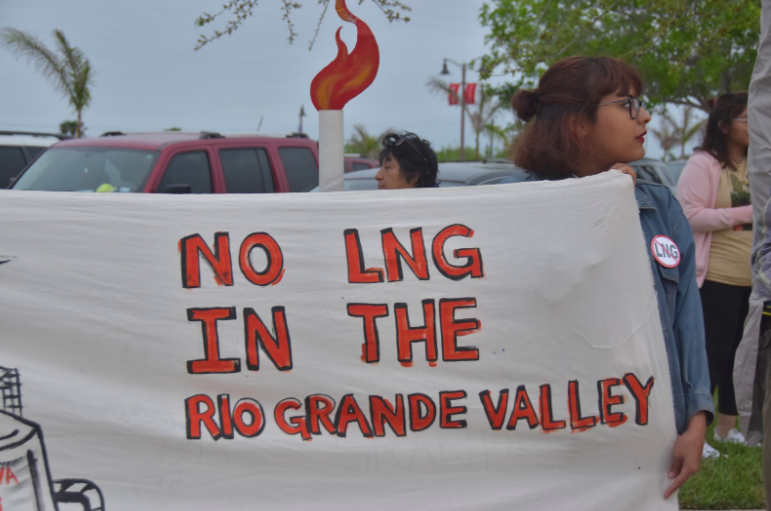 NO LNG
IN THE
RIO GRANDE VALLEY
LNG